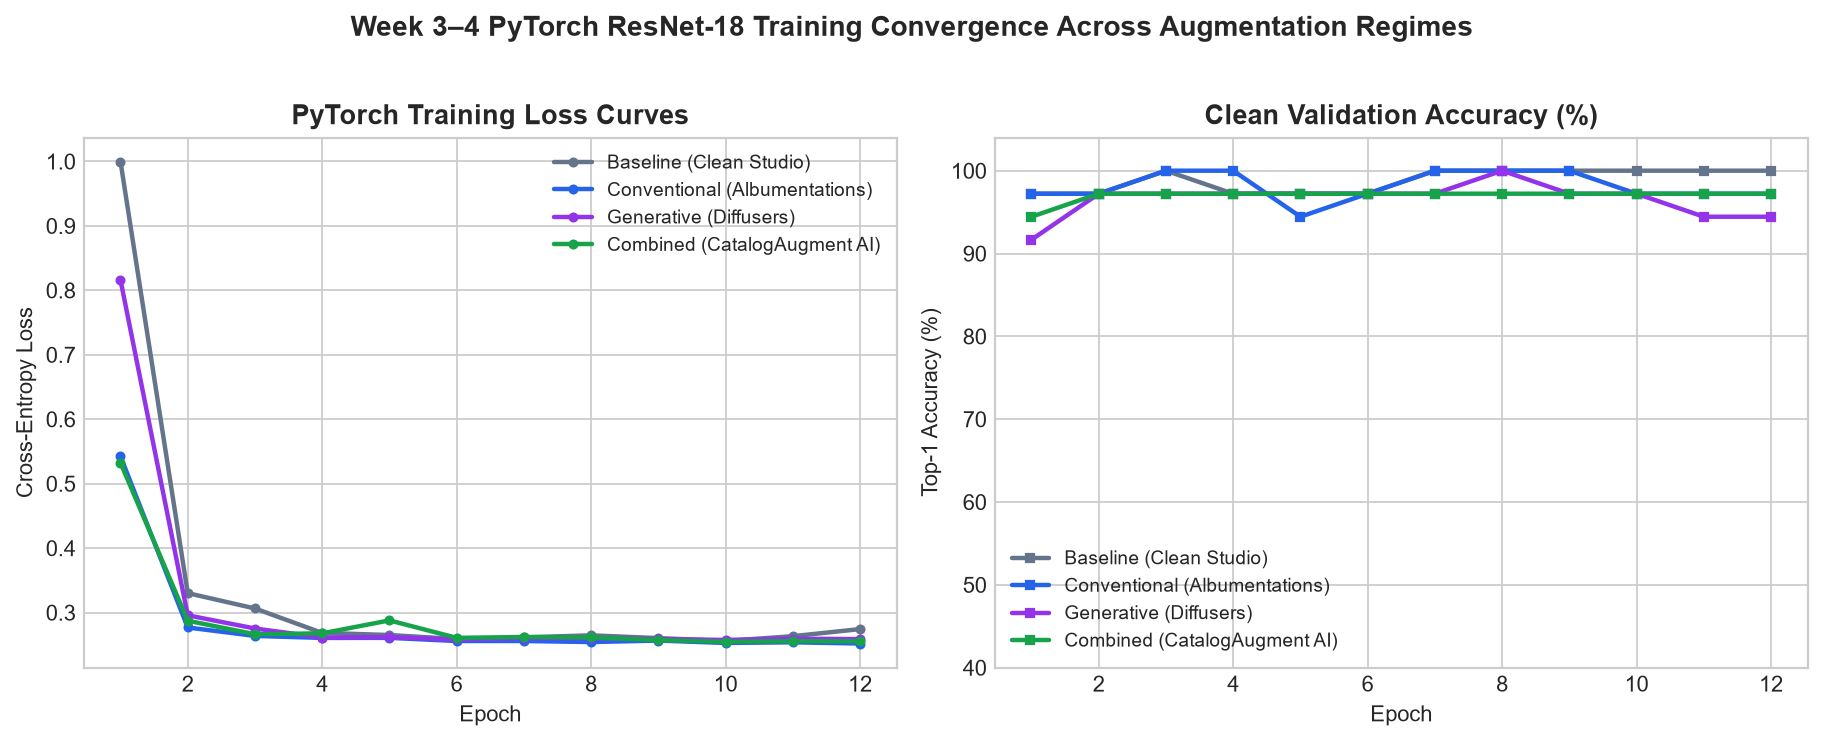 Week 3–4 PyTorch ResNet-18 Training Convergence Across Augmentation Regimes
PyTorch Training Loss Curves
Cross-Entropy Loss
1.0
0.9
0.8
0.7
0.6
0.5
0.4
0.3
Baseline (Clean Studio)
Conventional (Albumentations)
Generative (Diffusers)
Combined (CatalogAugment AI)
2 4 6 8 10 12
Epoch
Clean Validation Accuracy (%)
Top-1 Accuracy (%)
100
90
80
70
60
50
40
Baseline (Clean Studio)
Conventional (Albumentations)
Generative (Diffusers)
Combined (CatalogAugment AI)
2 4 6 8 10 12
Epoch